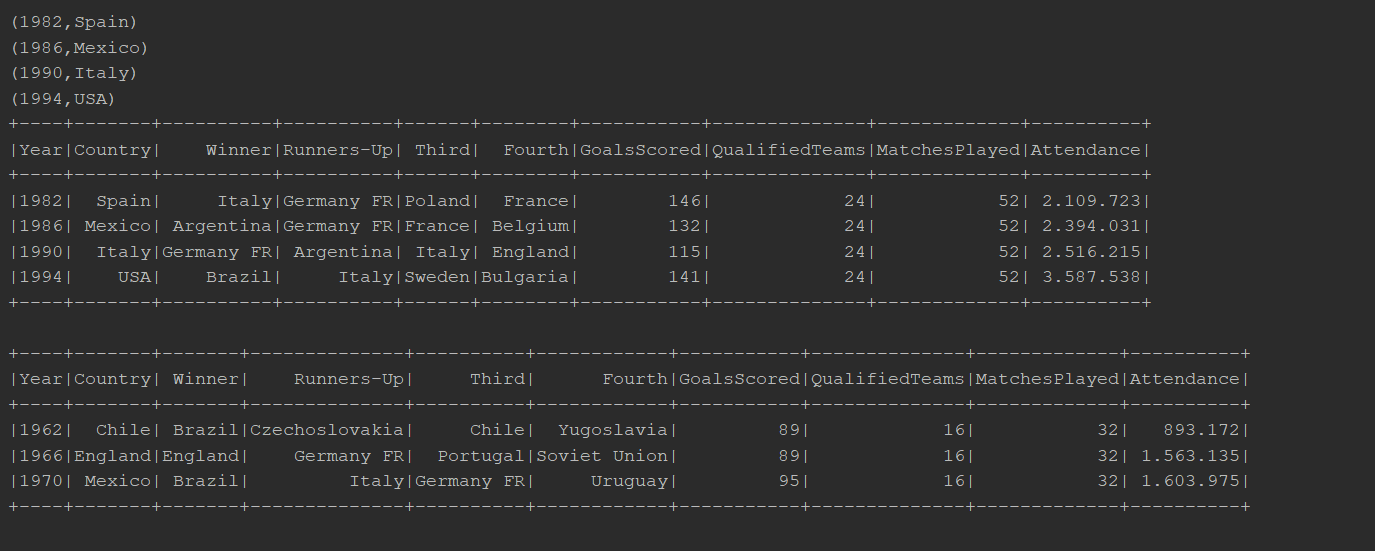 (1982,Spain)
(1986,Mexico)
(1990,Italy)
(1994,USA)
+----+-------+----------+----------+------+--------+-----------+--------------+-------------+----------+
|Year|Country|    Winner|Runners-Up| Third|  Fourth|GoalsScored|QualifiedTeams|MatchesPlayed|Attendance|
+----+-------+----------+----------+------+--------+-----------+--------------+-------------+----------+
|1982|  Spain|     Italy|Germany FR|Poland|  France|        146|            24|           52| 2.109.723|
|1986| Mexico| Argentina|Germany FR|France| Belgium|        132|            24|           52| 2.394.031|
|1990|  Italy|Germany FR| Argentina| Italy| England|        115|            24|           52| 2.516.215|
|1994|    USA|    Brazil|     Italy|Sweden|Bulgaria|        141|            24|           52| 3.587.538|
+----+-------+----------+----------+------+--------+-----------+--------------+-------------+----------+
+----+-------+-------+--------------+----------+------------+-----------+--------------+-------------+----------+
|Year|Country| Winner|    Runners-Up|     Third|      Fourth|GoalsScored|QualifiedTeams|MatchesPlayed|Attendance|
+----+-------+-------+--------------+----------+------------+-----------+--------------+-------------+----------+
|1962|  Chile| Brazil|Czechoslovakia|     Chile|  Yugoslavia|         89|            16|           32|   893.172|
|1966|England|England|    Germany FR|  Portugal|Soviet Union|         89|            16|           32| 1.563.135|
|1970| Mexico| Brazil|         Italy|Germany FR|     Uruguay|         95|            16|           32| 1.603.975|
+----+-------+-------+--------------+----------+------------+-----------+--------------+-------------+----------+